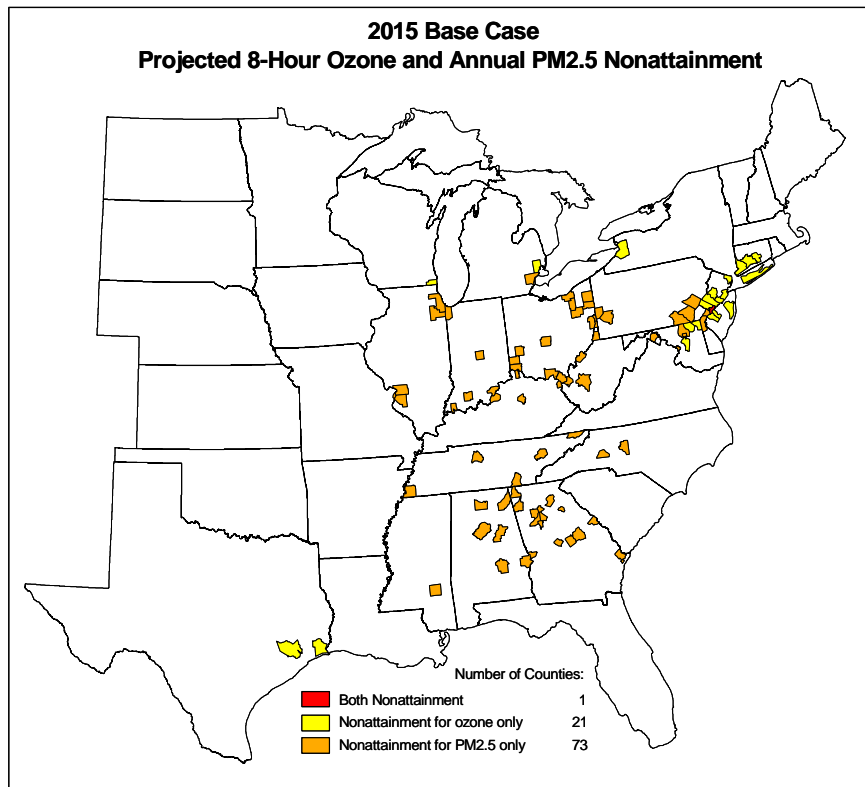 2015 Base Case
Projected 8-Hour Ozone and Annual PM2.5 Nonattainment
Number of Counties:
Both Nonattainment 1
Nonattainment for ozone only 21
Nonattainment for PM2.5 only 73